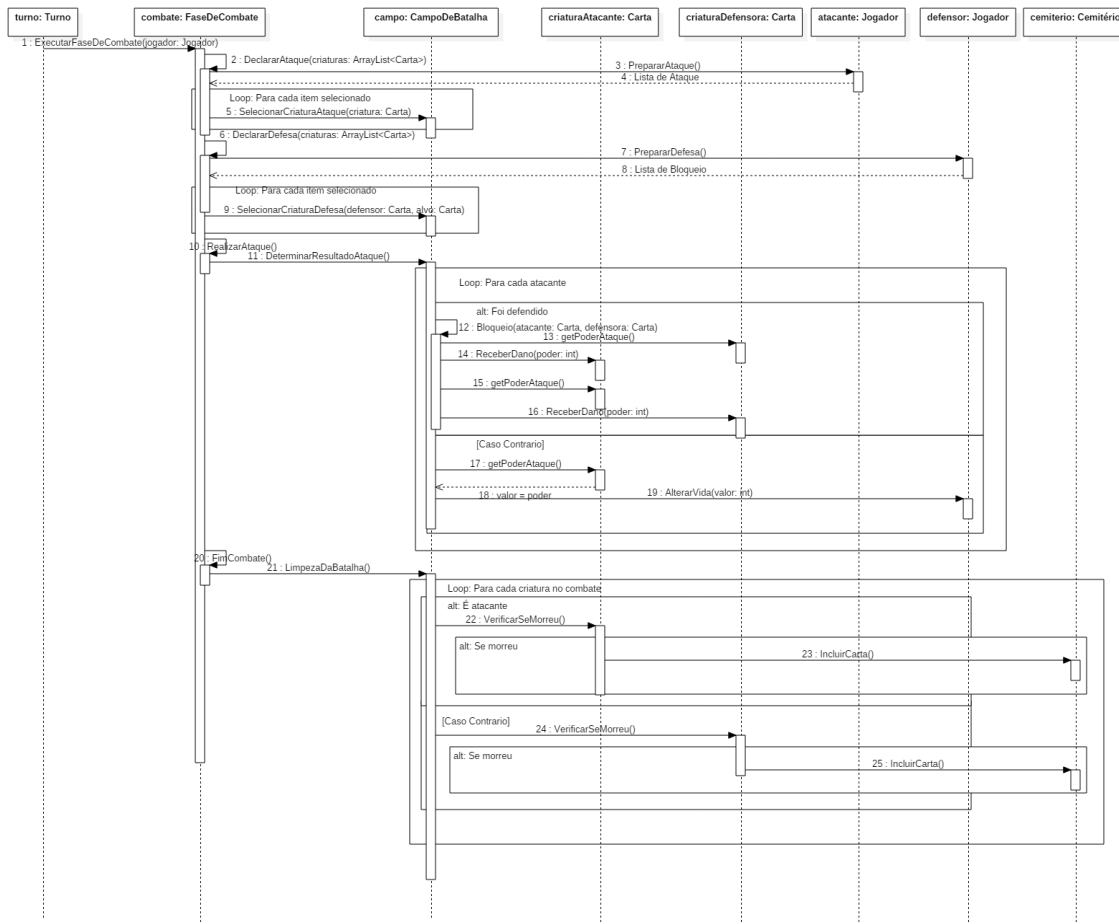 turno: Turno
combate: FaseDeCombate
campo: CampoDeBatalha
criaturaAtacante: Carta
criaturaDefensora: Carta
atacante: Jogador
defensor: Jogador
cemiterio: Cemitério
1 : ExecutarFaseDeCombate(jogador: Jogador)
2 : DeclararAtaque(criaturas: ArrayList<Carta>)
3 : PrepararAtaque()
4 : Lista de Ataque
Loop: Para cada item selecionado
5 : SelecionarCriaturaAtaque(criatura: Carta)
6 : DeclararDefesa(criaturas: ArrayList<Carta>)
7 : PrepararDefesa()
8 : Lista de Bloqueio
Loop: Para cada item selecionado
9 : SelecionarCriaturaDefesa(defensor: Carta, alvo: Carta)
10 : RealizarAtaque()
11 : DeterminarResultadoAtaque()
Loop: Para cada atacante
alt: Foi defendido
12 : Bloqueio(atacante: Carta, defensora: Carta)
13 : getPoderAtaque()
14 : ReceberDano(poder: int)
15 : getPoderAtaque()
16 : ReceberDano(poder: int)
[Caso Contrario]
17 : getPoderAtaque()
18 : valor = poder
19 : AlterarVida(valor: int)
20 : FimCombate()
21 : LimpezaDaBatalha()
Loop: Para cada criatura no combate
alt: É atacante
22 : VerificarSeMorreu()
alt: Se morreu
23 : IncluirCarta()
[Caso Contrario]
24 : VerificarSeMorreu()
alt: Se morreu
25 : IncluirCarta()